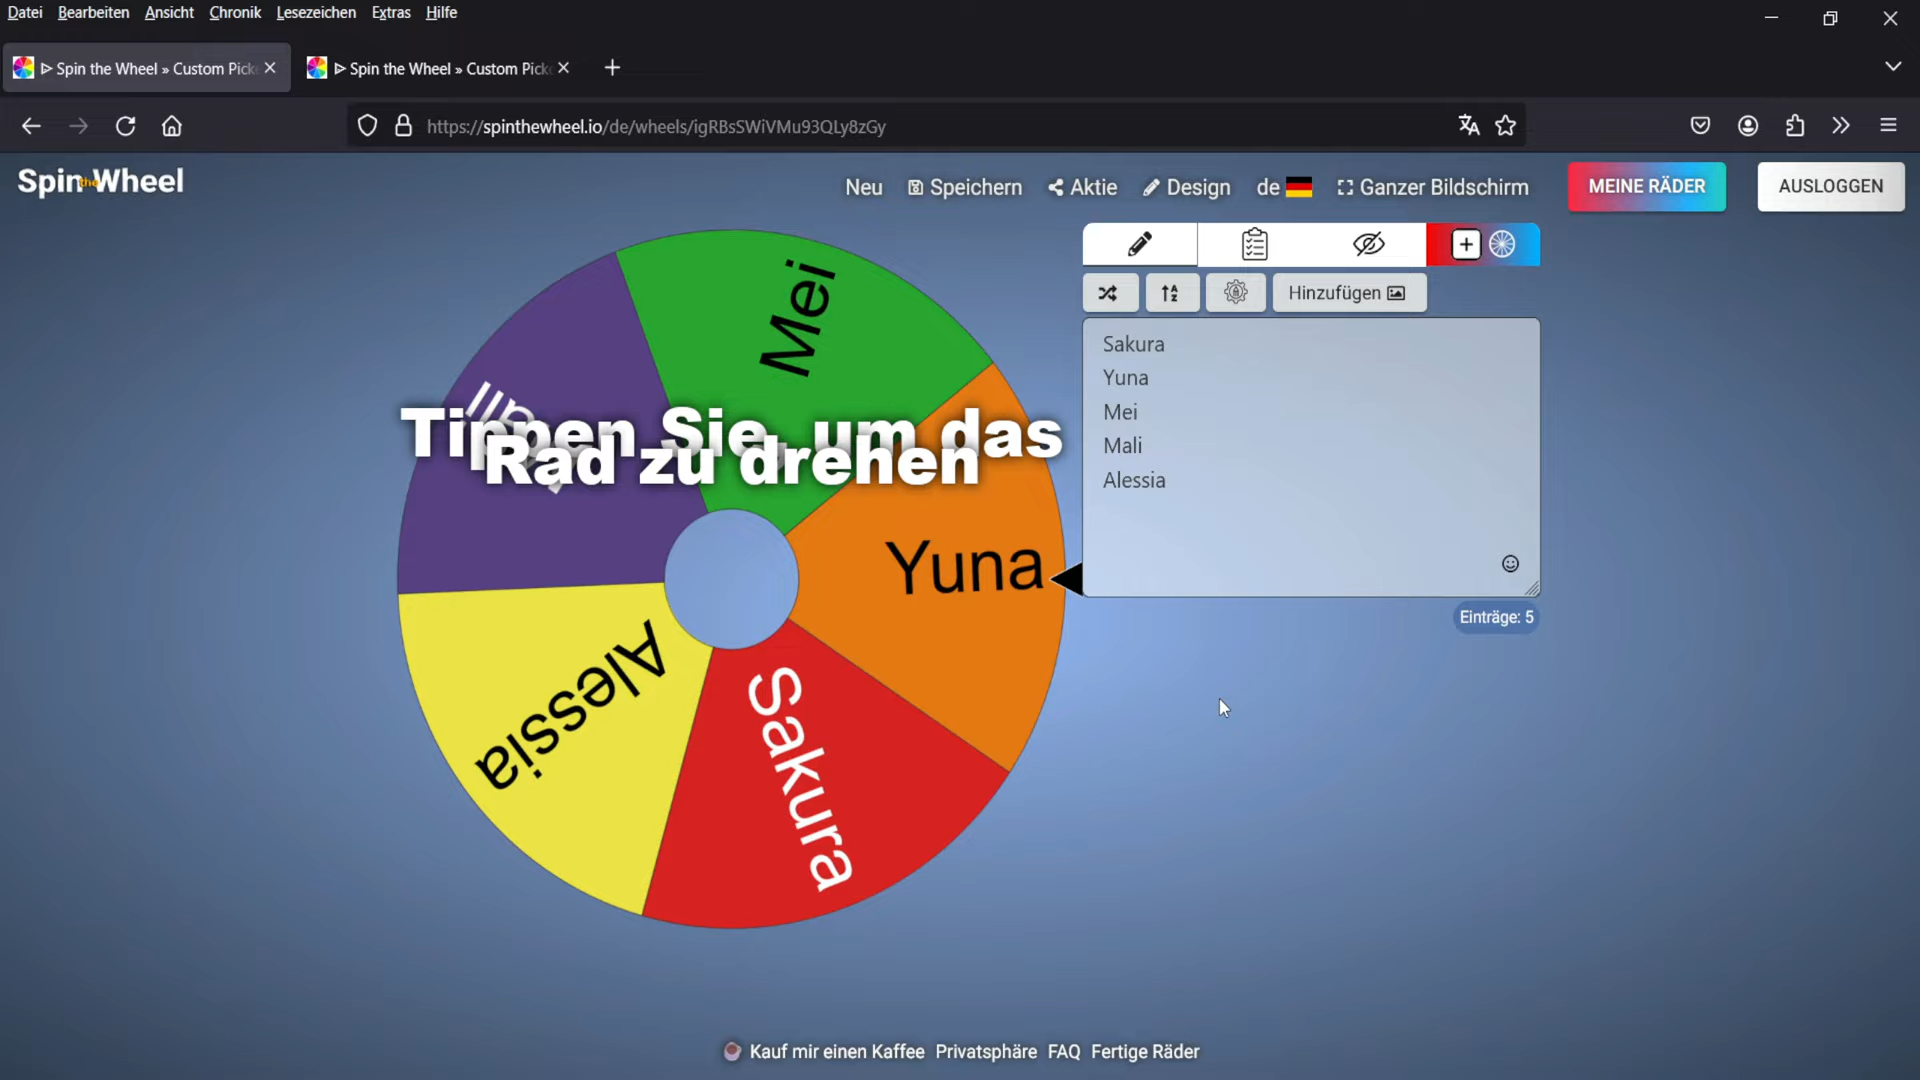 Datei Bearbeiten Ansicht Chronik Lesezeichen Extras Hilfe
Spin the Wheel » Custom Picke
Spin the Wheel » Custom Picke
https://spinthewheel.io/de/wheels/igRBsSWiVMu93QLy8zGy
Spin the Wheel
Neu Speichern Aktie Design de Ganzer Bildschirm MEINE RÄDER AUSLOGGEN
Hinzufügen
Sakura
Yuna
Mei
Mali
Alessia
Einträge: 5
Mei
Tippen Sie, um das
Rad zu drehen
Yuna
Alessia
Sakura
Kauf mir einen Kaffee Privatsphäre FAQ Fertige Räder